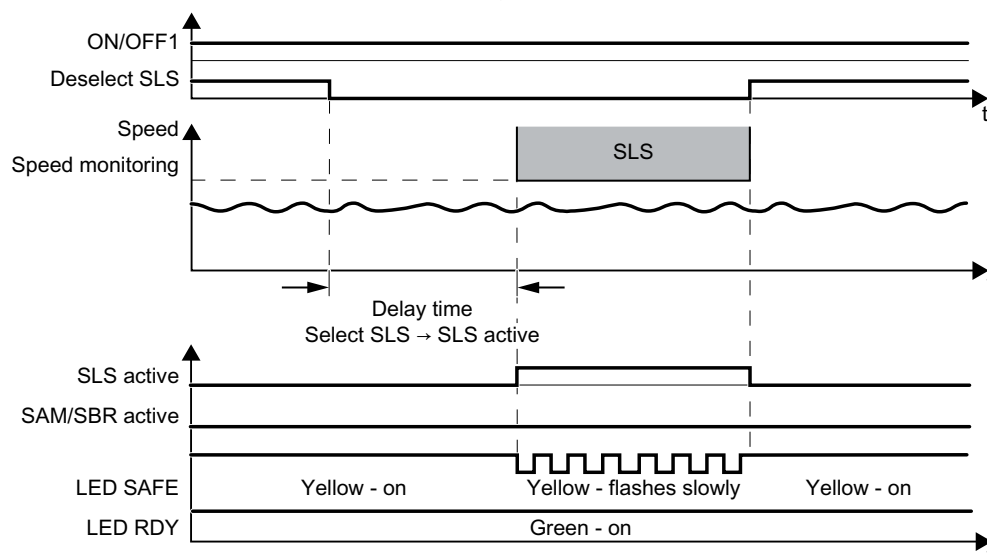 ON/OFF1
Deselect SLS
t
Speed
SLS
Speed monitoring
Delay time
Select SLS → SLS active
SLS active
SAM/SBR active
LED SAFE
Yellow - on
Yellow - flashes slowly
Yellow - on
LED RDY
Green - on